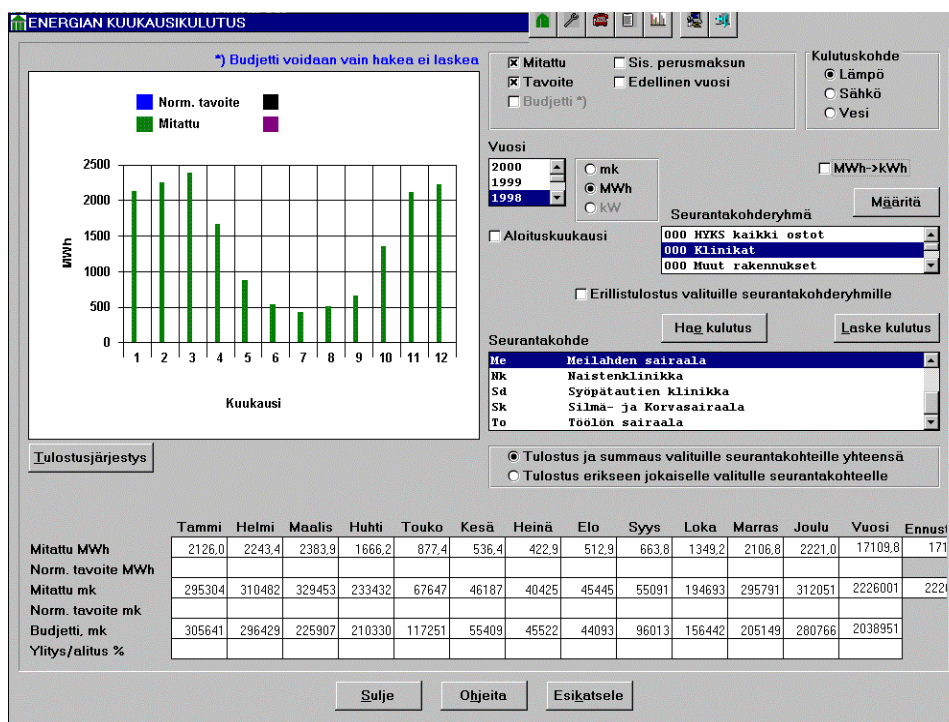 ENERGIAN KUUKAUSIKULUTUS
*) Budjetti voidaan vain hakea ei laskea
Norm. tavoite
Mitattu
2500
2000
1500
1000
500
0
MWh
1 2 3 4 5 6 7 8 9 10 11 12
Kuukausi
Tulostusjärjestys
Mitattu
Sis. perusmaksun
Tavoite
Edellinen vuosi
Budjetti *)
Kulutuskohde
Lämpö
Sähkö
Vesi
Vuosi
2000
1999
1998
mk
MWh
kW
MWh->kWh
Määritä
Aloituskuukausi
Seurantakohderyhmä
000 HYKS kaikki ostot
000 Klinikat
000 Muut rakennukset
Erillistulostus valituille seurantakohderyhmille
Hae kulutus
Laske kulutus
Seurantakohde
Me Meilahden sairaala
Nk Naistenklinikka
Sd Syöpätautien klinikka
Sk Silmä- ja Korvasairaala
To Töölön sairaala
Tulostus ja summaus valituille seurantakohteille yhteensä
Tulostus erikseen jokaiselle valitulle seurantakohteelle
Tammi Helmi Maalis Huhti Touko Kesä Heinä Elo Syys Loka Marras Joulu Vuosi Ennust
Mitattu MWh 2126,0 2243,4 2383,9 1666,2 877,4 536,4 422,9 512,9 663,8 1349,2 2106,8 2221,0 17109,8 171
Norm. tavoite MWh
Mitattu mk 295304 310482 329453 233432 67647 46187 40425 45445 55091 194693 295791 312051 2226001 2226
Norm. tavoite mk
Budjetti, mk 305641 296429 225907 210330 117251 55409 45522 44093 96013 156442 205149 280766 2038951
Ylitys/alitus %
Sulje
Ohjeita
Esikatsele